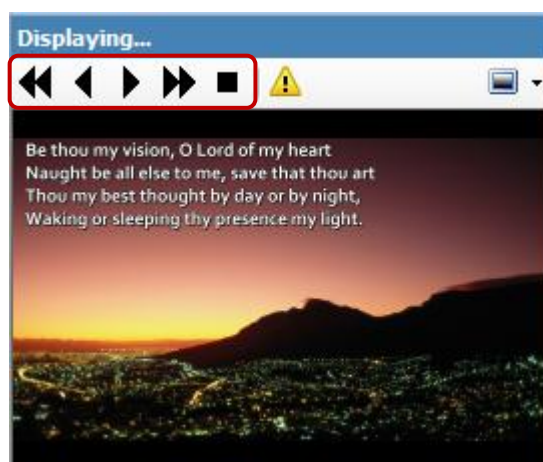 Displaying...
Be thou my vision, O Lord of my heart
Naught be all else to me, save that thou art
Thou my best thought by day or by night,
Waking or sleeping thy presence my light.